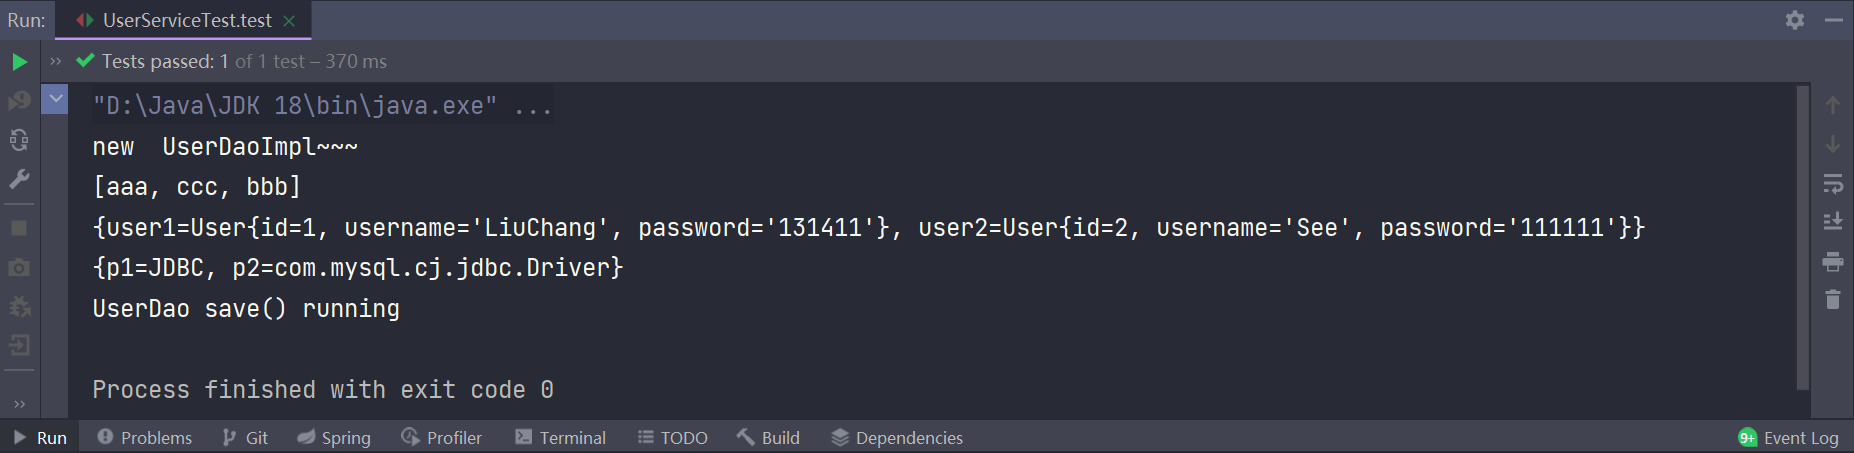 Run: UserServiceTest.test
Tests passed: 1 of 1 test – 370 ms
"D:\Java\JDK 18\bin\java.exe" ...
new  UserDaoImpl~~~
[aaa, ccc, bbb]
{user1=User{id=1, username='LiuChang', password='131411'}, user2=User{id=2, username='See', password='111111'}}
{p1=JDBC, p2=com.mysql.cj.jdbc.Driver}
UserDao save() running
Process finished with exit code 0
Run Problems Git Spring Profiler Terminal TODO Build Dependencies 9+ Event Log